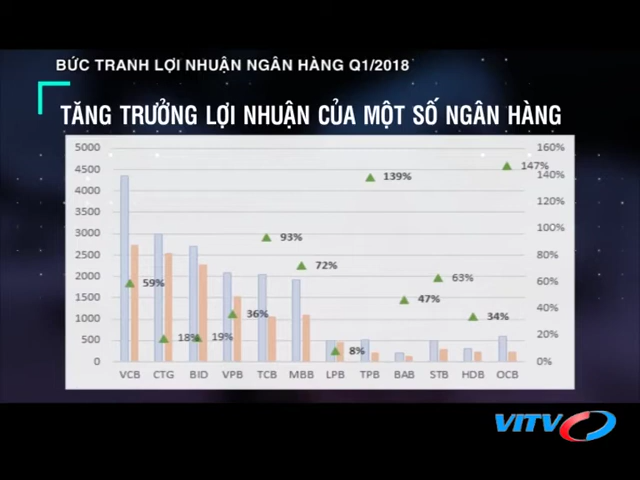 BỨC TRANH LỢI NHUẬN NGÂN HÀNG Q1/2018
TĂNG TRƯỞNG LỢI NHUẬN CỦA MỘT SỐ NGÂN HÀNG
5000 160%
4500 147%
4000 139% 140%
3500 120%
3000 93% 100%
2500 72% 80%
2000 59% 63% 60%
1500 36% 47% 40%
1000 34%
500 18% 19% 8% 20%
0 0%
VCB CTG BID VPB TCB MBB LPB TPB BAB STB HDB OCB
VITV